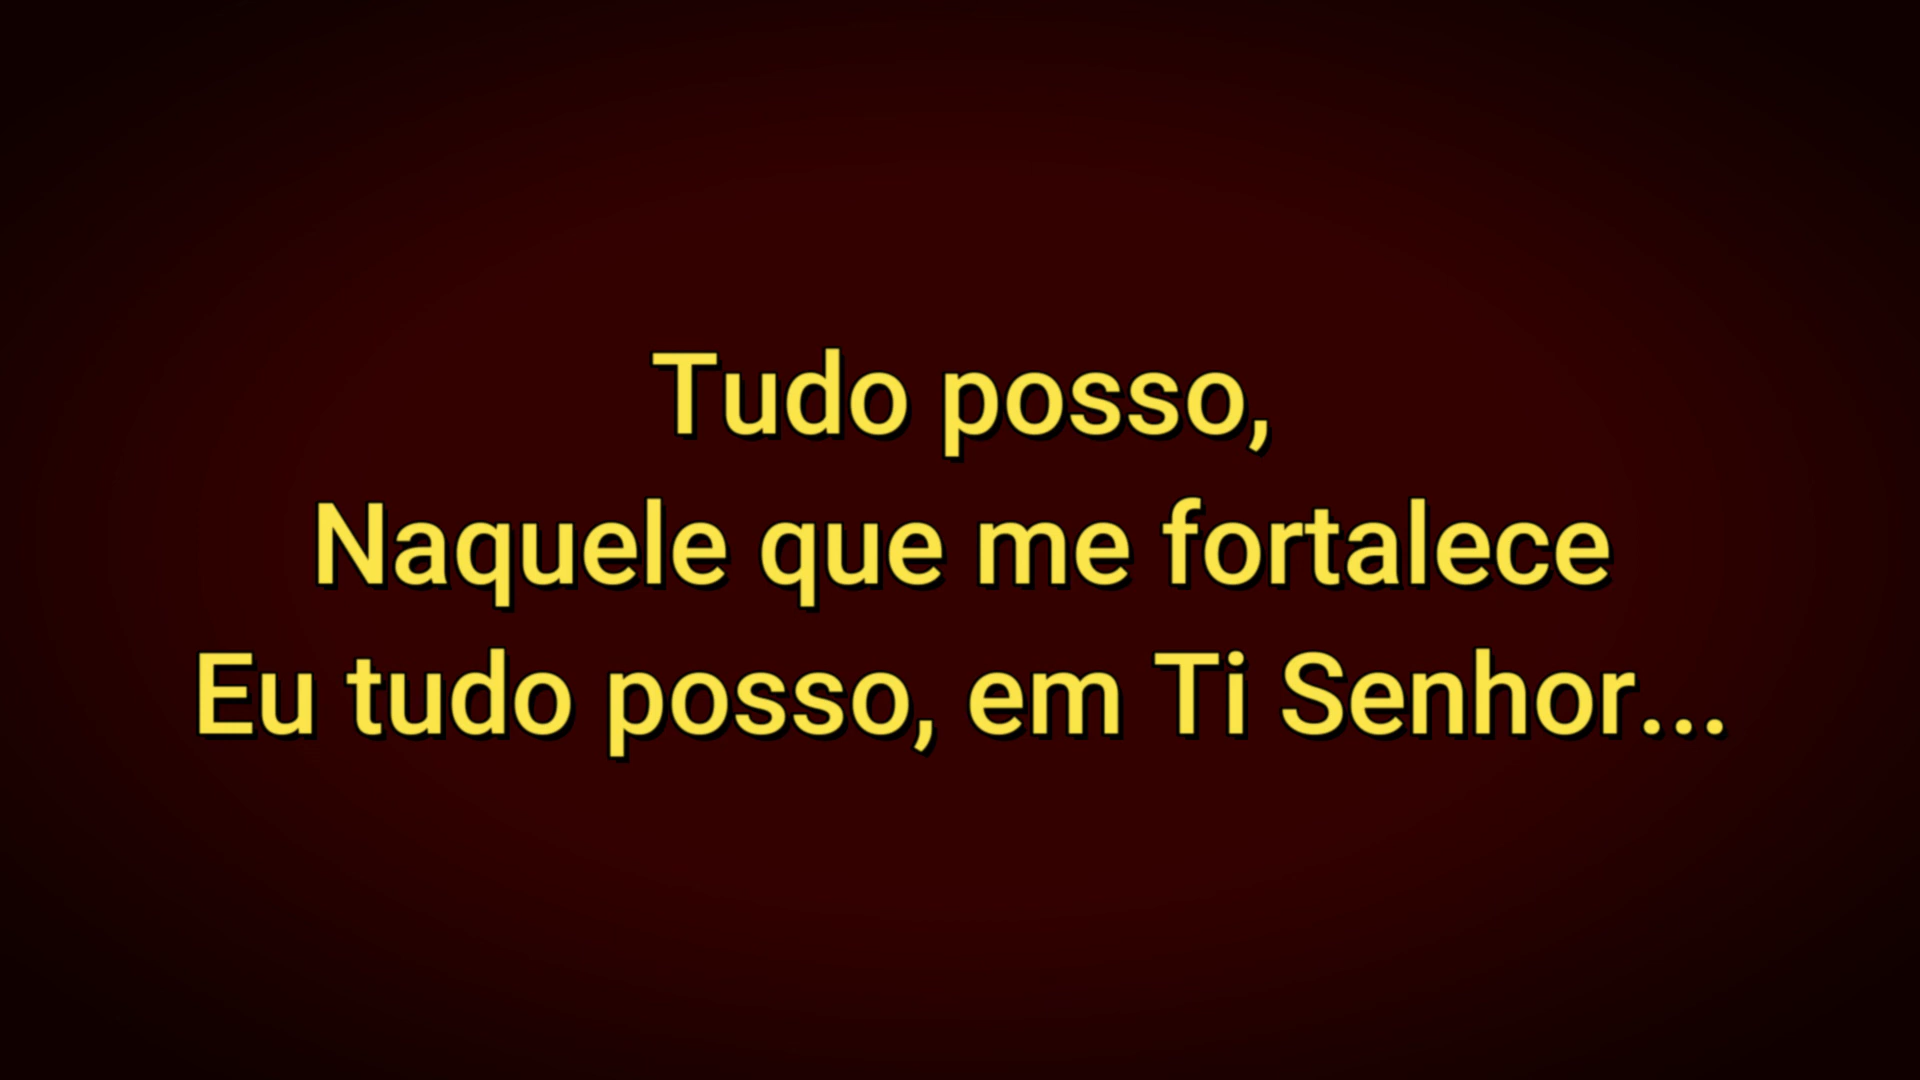 Tudo posso,
Naquele que me fortalece
Eu tudo posso, em Ti Senhor...